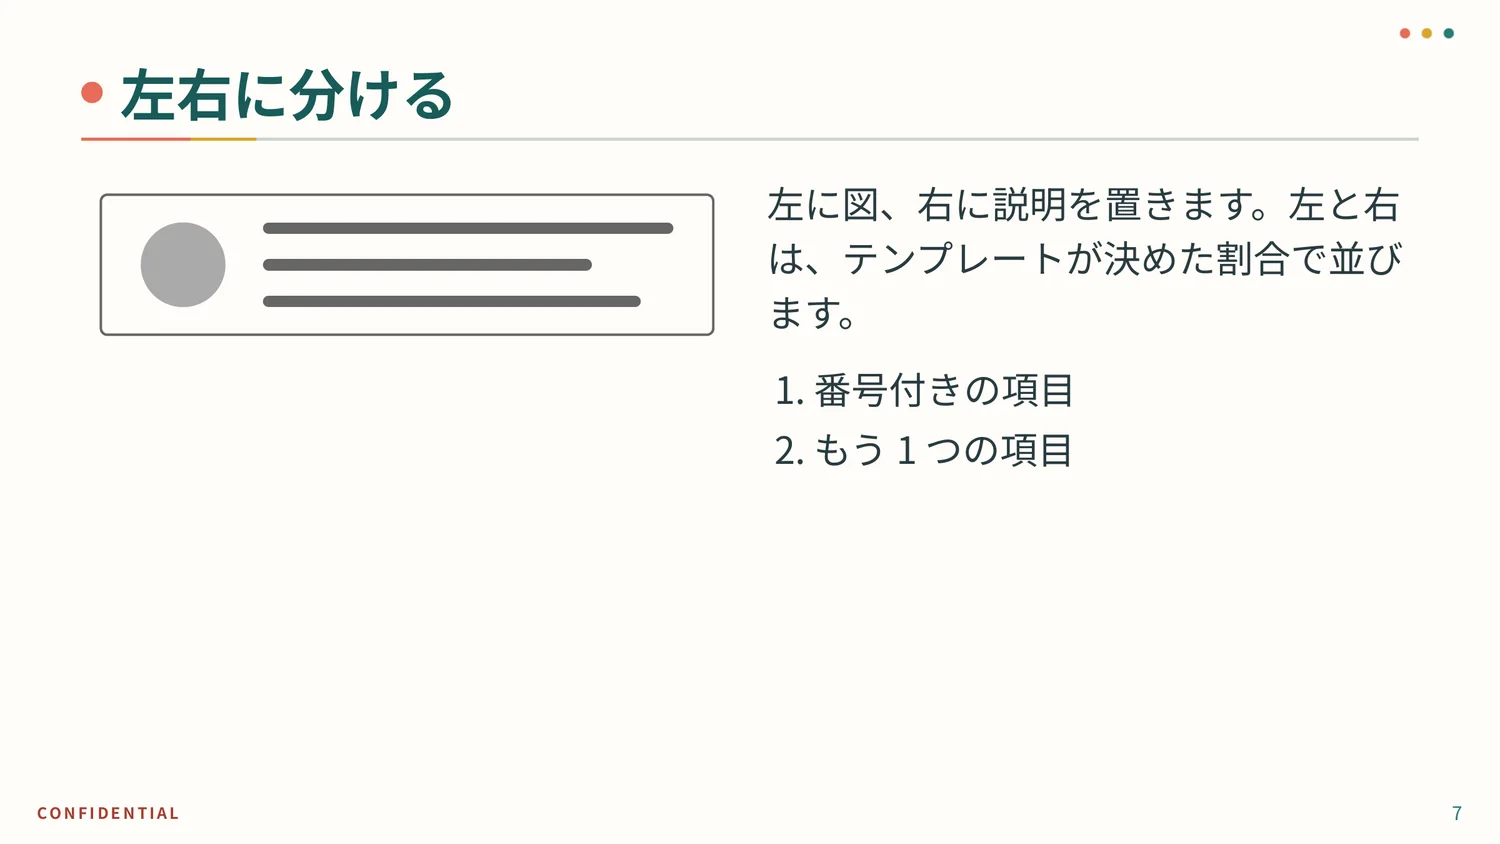 左右に分ける
左に図、右に説明を置きます。左と右
は、テンプレートが決めた割合で並び
ます。
1. 番号付きの項目
2. もう 1 つの項目
CONFIDENTIAL
7